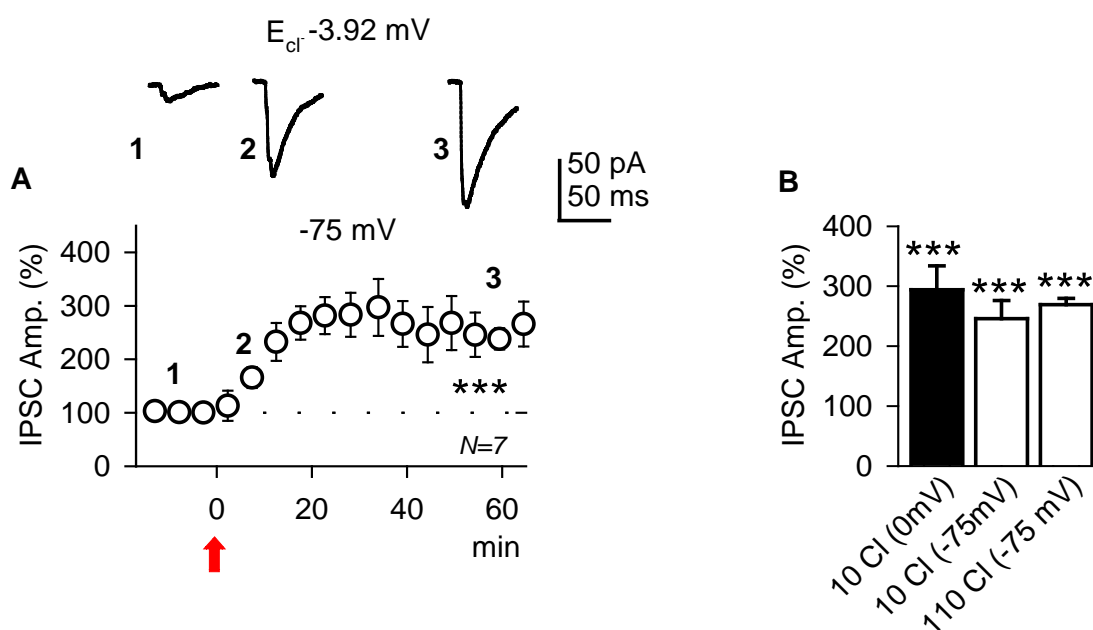 E_cl⁻ -3.92 mV
1
2
3
50 pA
50 ms
A
-75 mV
IPSC Amp. (%)
400
300
200
100
0
1
2
3
***
N=7
0
20
40
60
min
B
IPSC Amp. (%)
400
300
200
100
0
***
***
***
10 Cl (0mV)
10 Cl (-75mV)
110 Cl (-75 mV)